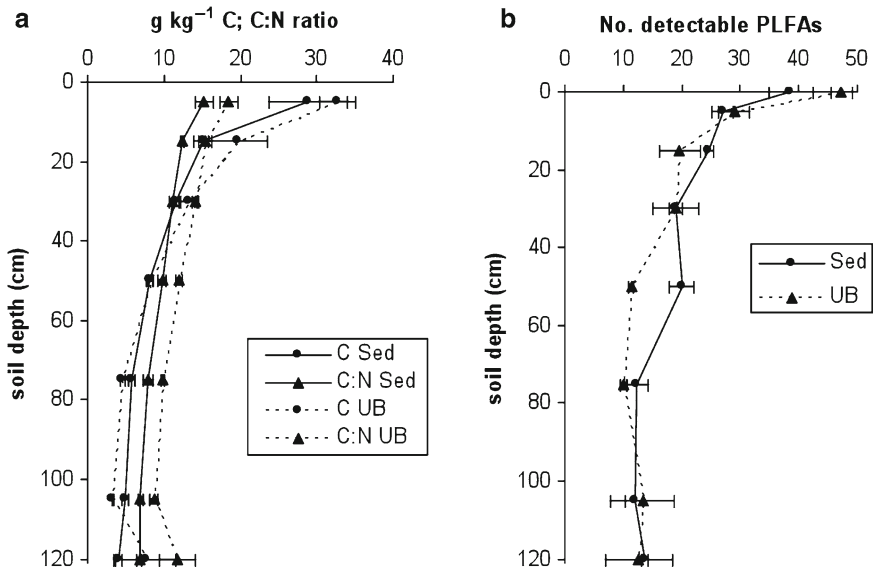 a
g kg⁻¹ C; C:N ratio
0 10 20 30 40
0
20
40
60
80
100
120
soil depth (cm)
C Sed
C:N Sed
C UB
C:N UB
b
No. detectable PLFAs
0 10 20 30 40 50
0
20
40
60
80
100
120
soil depth (cm)
Sed
UB